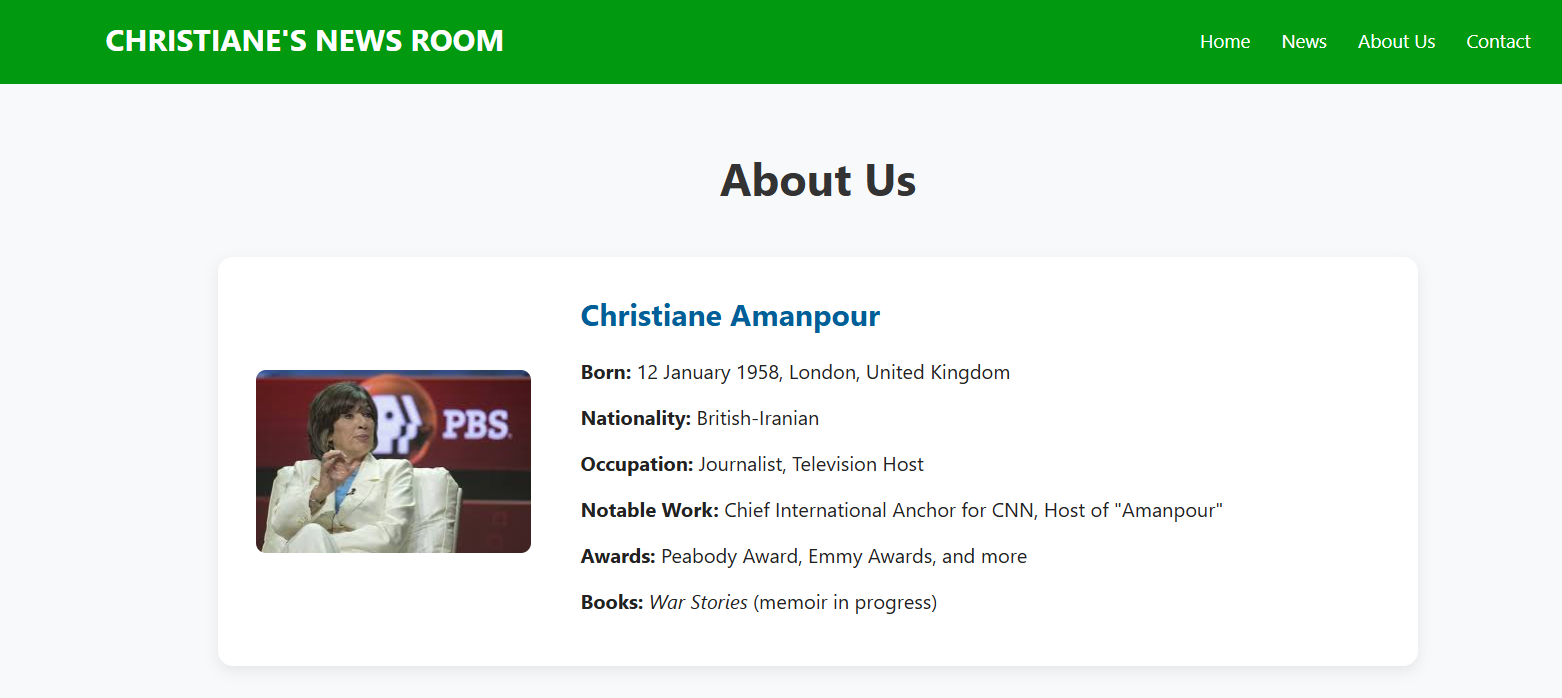 CHRISTIANE'S NEWS ROOM
Home News About Us Contact
About Us
Christiane Amanpour
Born: 12 January 1958, London, United Kingdom
Nationality: British-Iranian
PBS.
Occupation: Journalist, Television Host
Notable Work: Chief International Anchor for CNN, Host of "Amanpour"
Awards: Peabody Award, Emmy Awards, and more
Books: War Stories (memoir in progress)